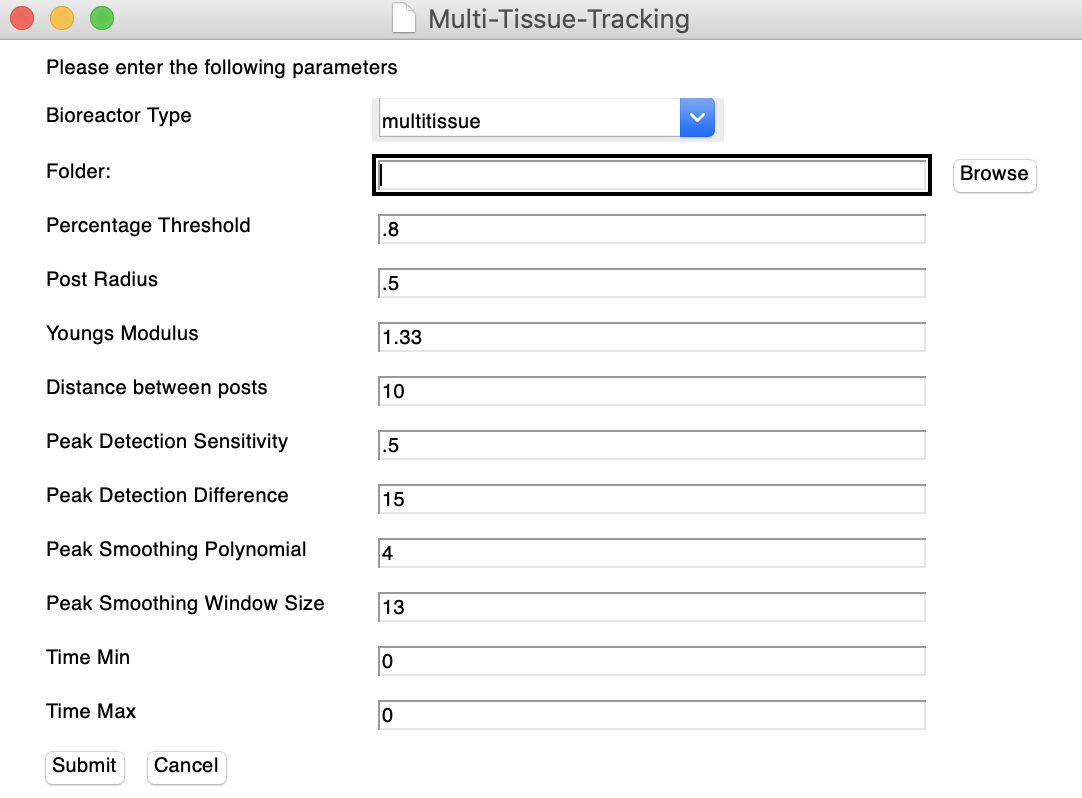 Multi-Tissue-Tracking
Please enter the following parameters
Bioreactor Type multitissue
Folder: Browse
Percentage Threshold .8
Post Radius .5
Youngs Modulus 1.33
Distance between posts 10
Peak Detection Sensitivity .5
Peak Detection Difference 15
Peak Smoothing Polynomial 4
Peak Smoothing Window Size 13
Time Min 0
Time Max 0
Submit Cancel